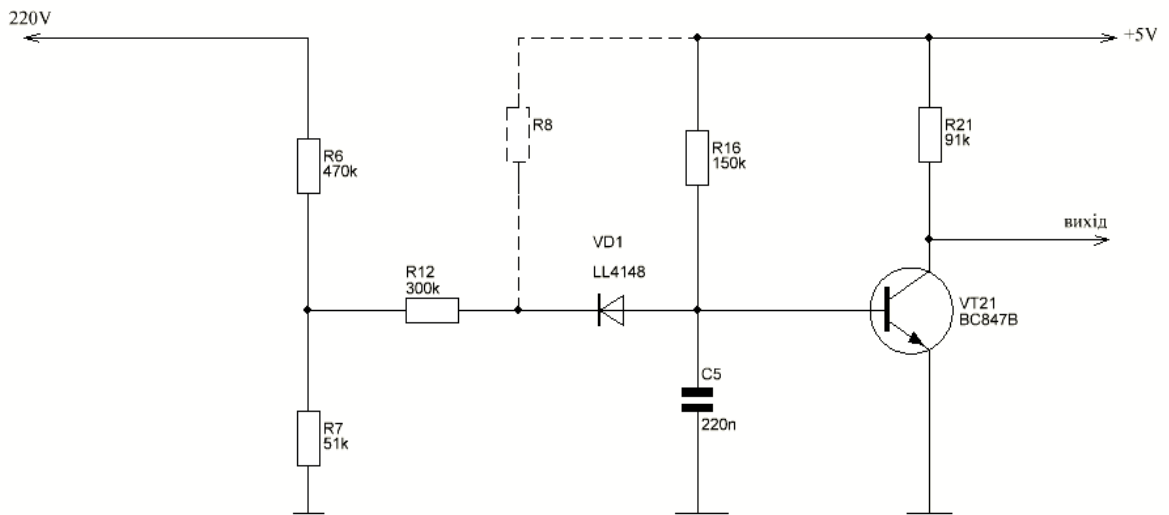 220V
+5V
R8
R21
91k
R16
150k
R6
470k
вихід
VD1
LL4148
R12
300k
VT21
BC847B
C5
220n
R7
51k